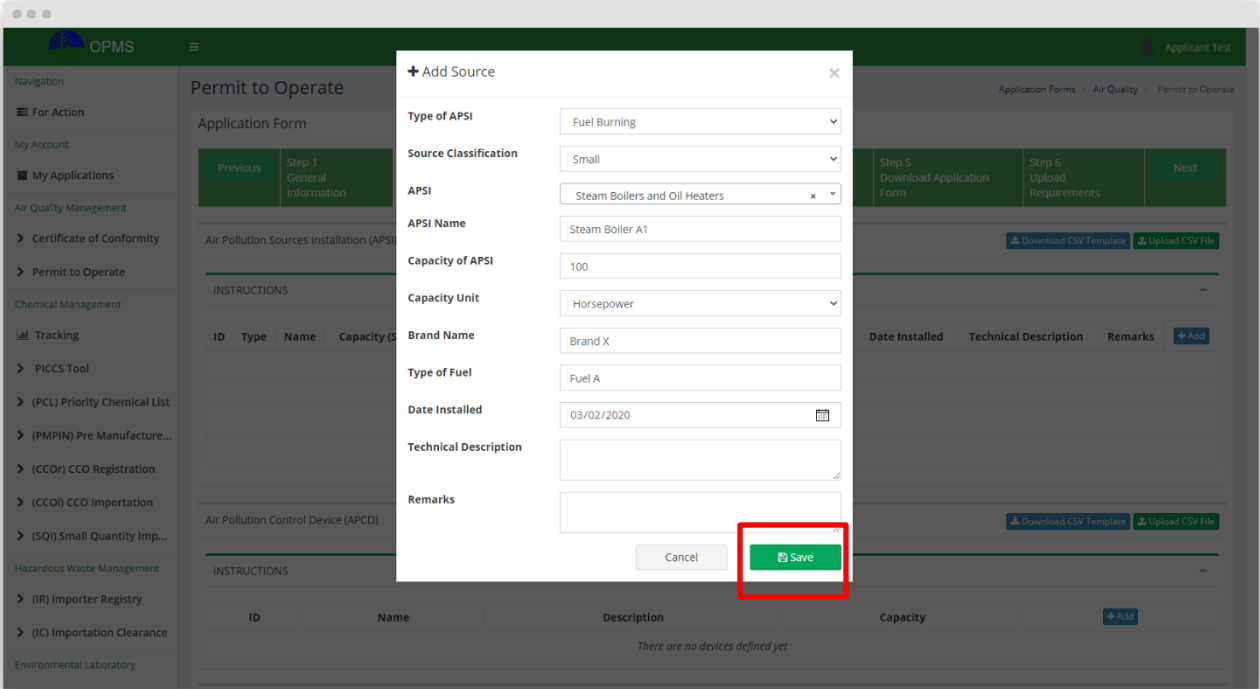 OPMS
Applicant Test
Navigation
For Action
My Account
My Applications
Air Quality Management
Certificate of Conformity
Permit to Operate
Chemical Management
Tracking
PICCS Tool
(PCL) Priority Chemical List
(PMPIN) Pre Manufacture...
(CCOr) CCO Registration
(CCOi) CCO Importation
(SQI) Small Quantity Imp...
Hazardous Waste Management
(IR) Importer Registry
(IC) Importation Clearance
Environmental Laboratory
Permit to Operate
Application Forms > Air Quality > Permit to Operate
Application Form
Previous
Step 1
General
Information
Step 5
Download Application
Form
Step 6
Upload
Requirements
Next
Air Pollution Sources Installation (APSI)
Download CSV Template
Upload CSV File
INSTRUCTIONS
ID Type Name Capacity (S
Date Installed Technical Description Remarks +Add
Air Pollution Control Device (APCD)
Download CSV Template
Upload CSV File
INSTRUCTIONS
ID Name Description Capacity +Add
There are no devices defined yet
+ Add Source ×
Type of APSI Fuel Burning
Source Classification Small
APSI Steam Boilers and Oil Heaters ×
APSI Name Steam Boiler A1
Capacity of APSI 100
Capacity Unit Horsepower
Brand Name Brand X
Type of Fuel Fuel A
Date Installed 03/02/2020
Technical Description
Remarks
Cancel Save